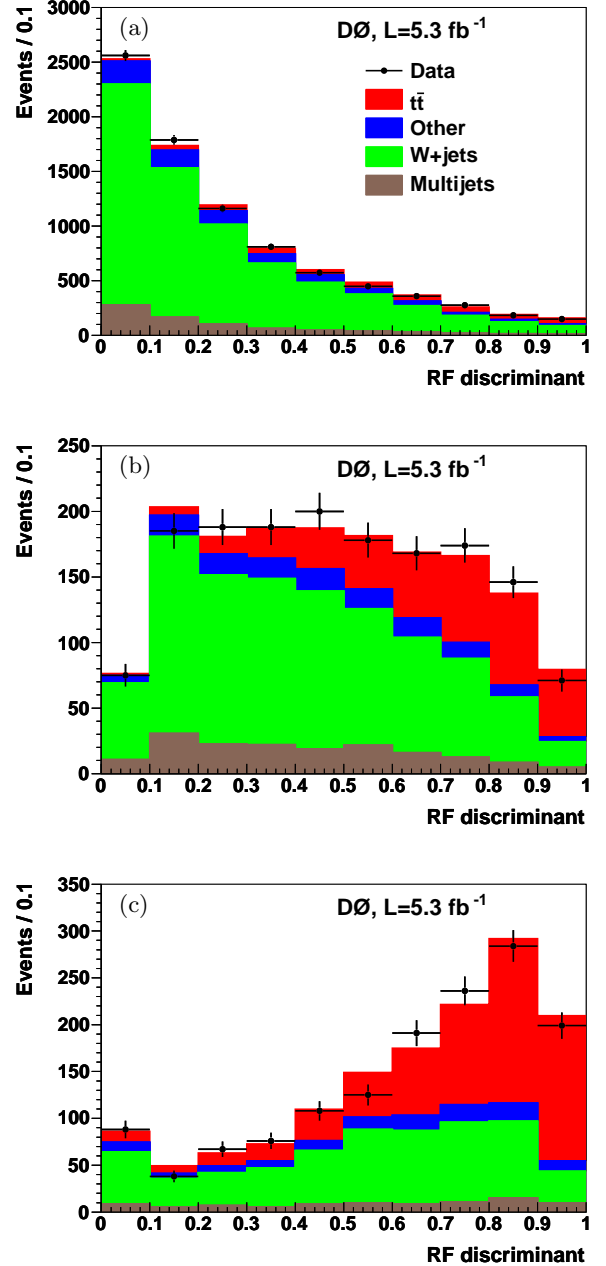 (a)
DØ, L=5.3 fb⁻¹
Events / 0.1
3000
2500
2000
1500
1000
500
0
Data
tt̄
Other
W+jets
Multijets
0 0.1 0.2 0.3 0.4 0.5 0.6 0.7 0.8 0.9 1
RF discriminant
(b)
DØ, L=5.3 fb⁻¹
Events / 0.1
250
200
150
100
50
0
0 0.1 0.2 0.3 0.4 0.5 0.6 0.7 0.8 0.9 1
RF discriminant
(c)
DØ, L=5.3 fb⁻¹
Events / 0.1
350
300
250
200
150
100
50
0
0 0.1 0.2 0.3 0.4 0.5 0.6 0.7 0.8 0.9 1
RF discriminant